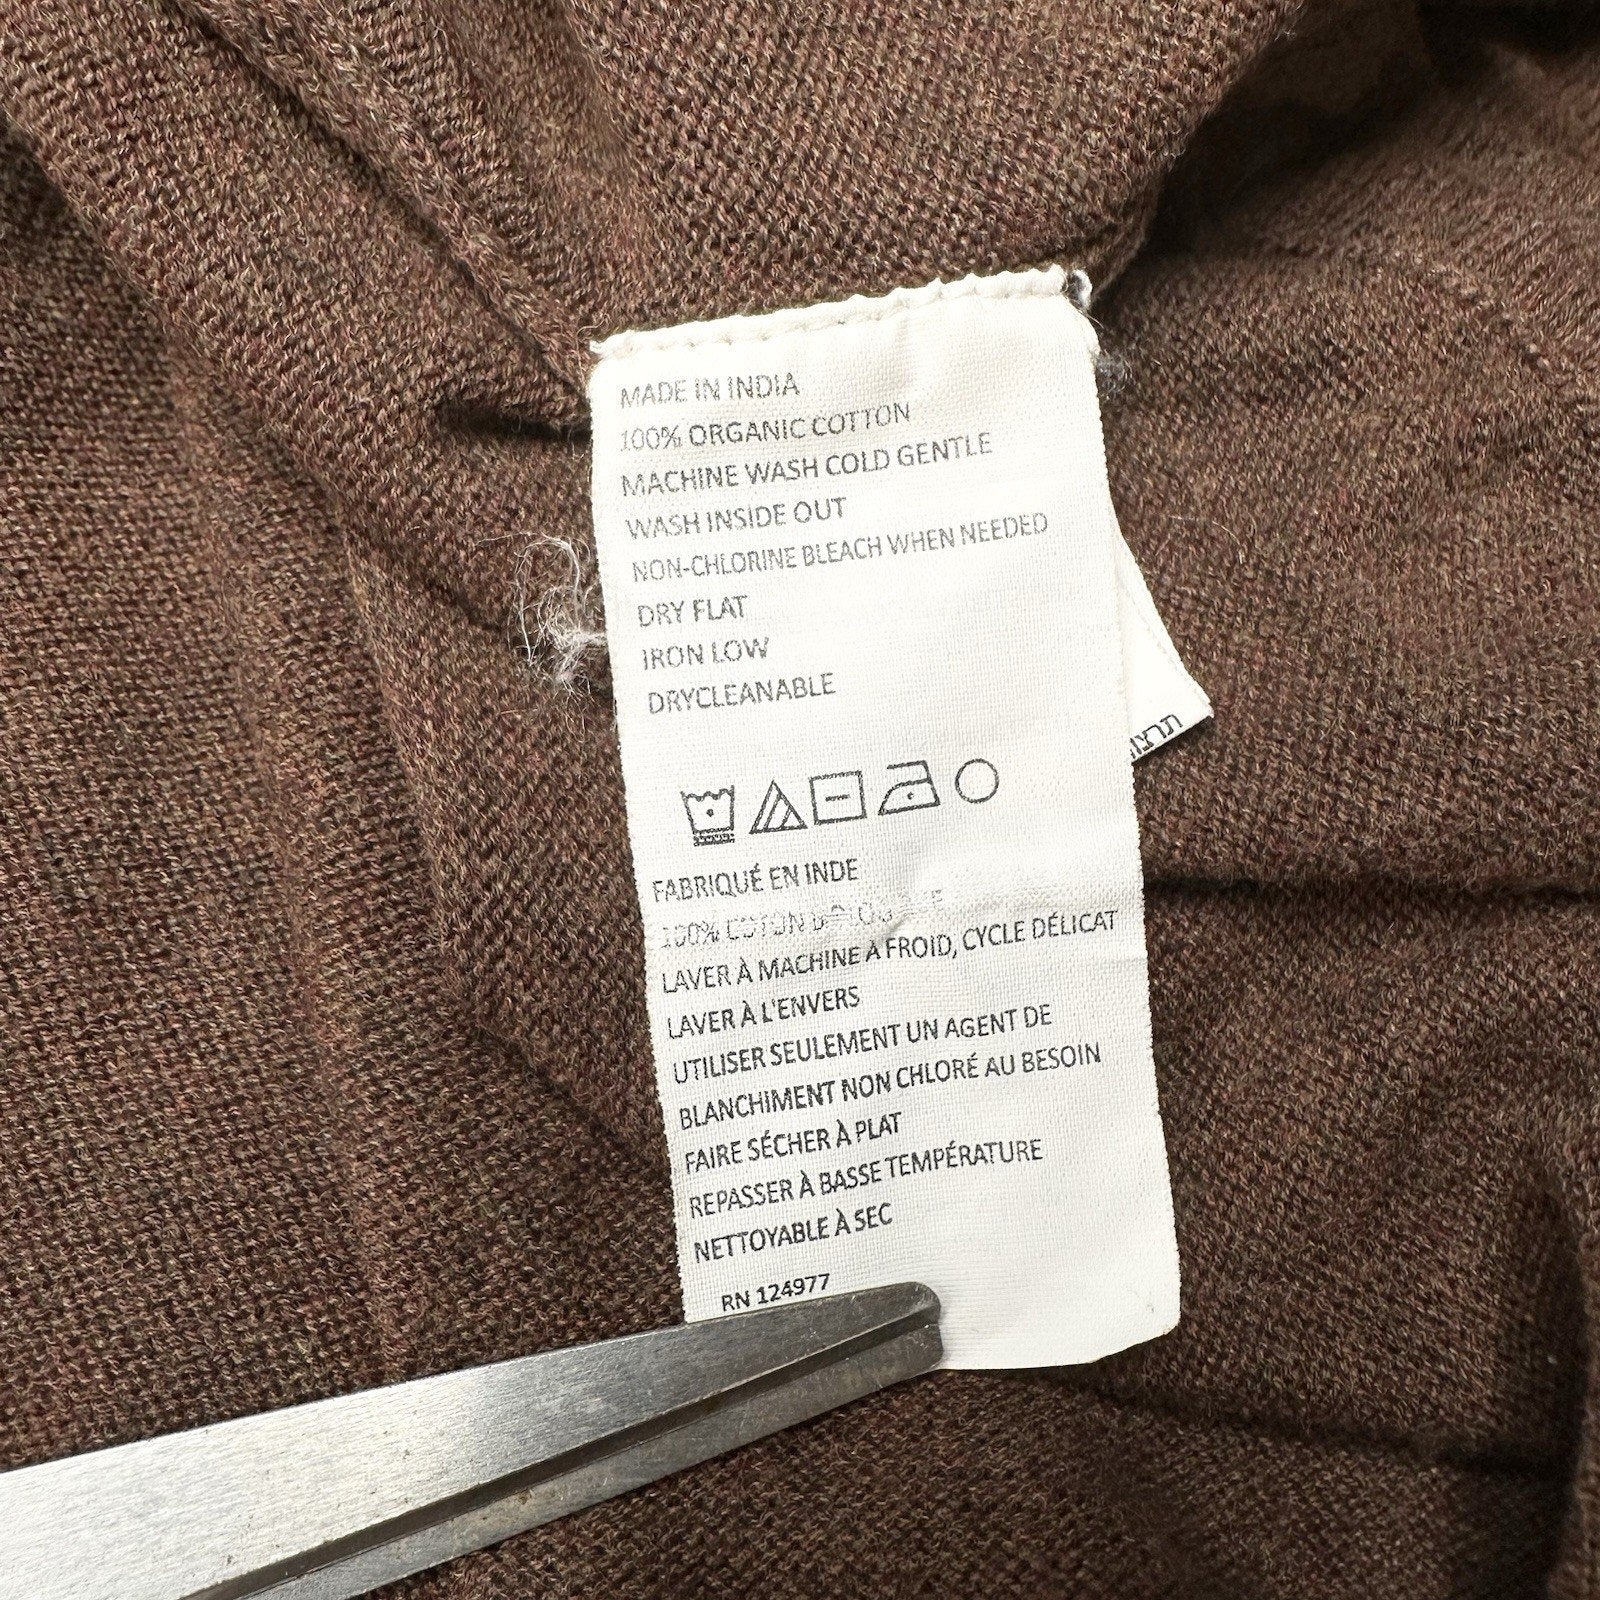 MADE IN INDIA
100% ORGANIC COTTON
MACHINE WASH COLD GENTLE
WASH INSIDE OUT
NON-CHLORINE BLEACH WHEN NEEDED
DRY FLAT
IRON LOW
DRYCLEANABLE
FABRIQUÉ EN INDE
100% COTON
LAVER À MACHINE A FROID, CYCLE DÉLICAT
LAVER À L'ENVERS
UTILISER SEULEMENT UN AGENT DE
BLANCHIMENT NON CHLORÉ AU BESOIN
FAIRE SÉCHER À PLAT
REPASSER À BASSE TEMPÉRATURE
NETTOYABLE À SEC
RN 124977